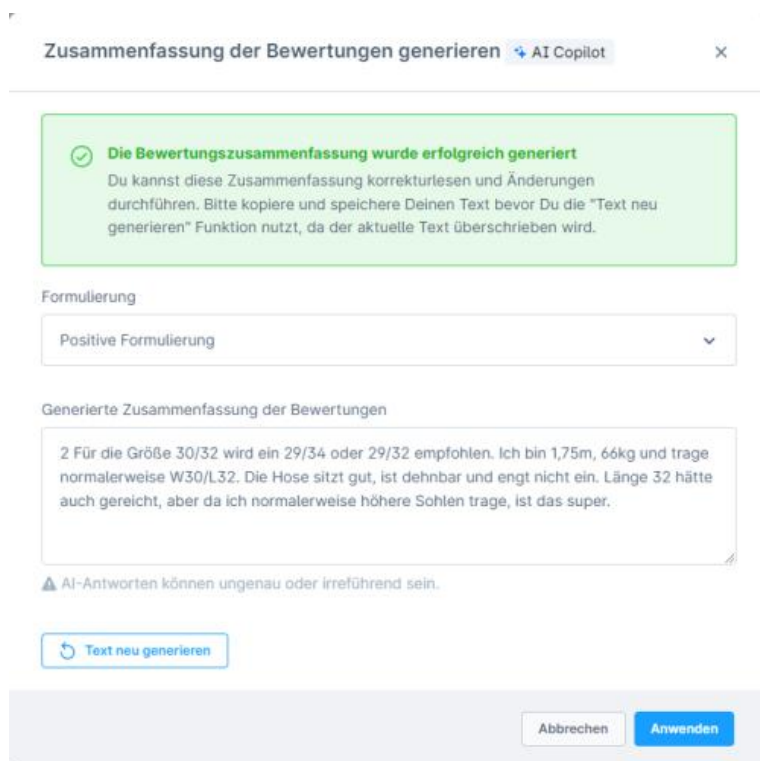 Zusammenfassung der Bewertungen generieren AI Copilot
Die Bewertungszusammenfassung wurde erfolgreich generiert
Du kannst diese Zusammenfassung korrekturlesen und Änderungen
durchführen. Bitte kopiere und speichere Deinen Text bevor Du die "Text neu
generieren" Funktion nutzt, da der aktuelle Text überschrieben wird.
Formulierung
Positive Formulierung
Generierte Zusammenfassung der Bewertungen
2 Für die Größe 30/32 wird ein 29/34 oder 29/32 empfohlen. Ich bin 1,75m, 66kg und trage
normalerweise W30/L32. Die Hose sitzt gut, ist dehnbar und engt nicht ein. Länge 32 hätte
auch gereicht, aber da ich normalerweise höhere Sohlen trage, ist das super.
AI-Antworten können ungenau oder irreführend sein.
Text neu generieren
Abbrechen
Anwenden